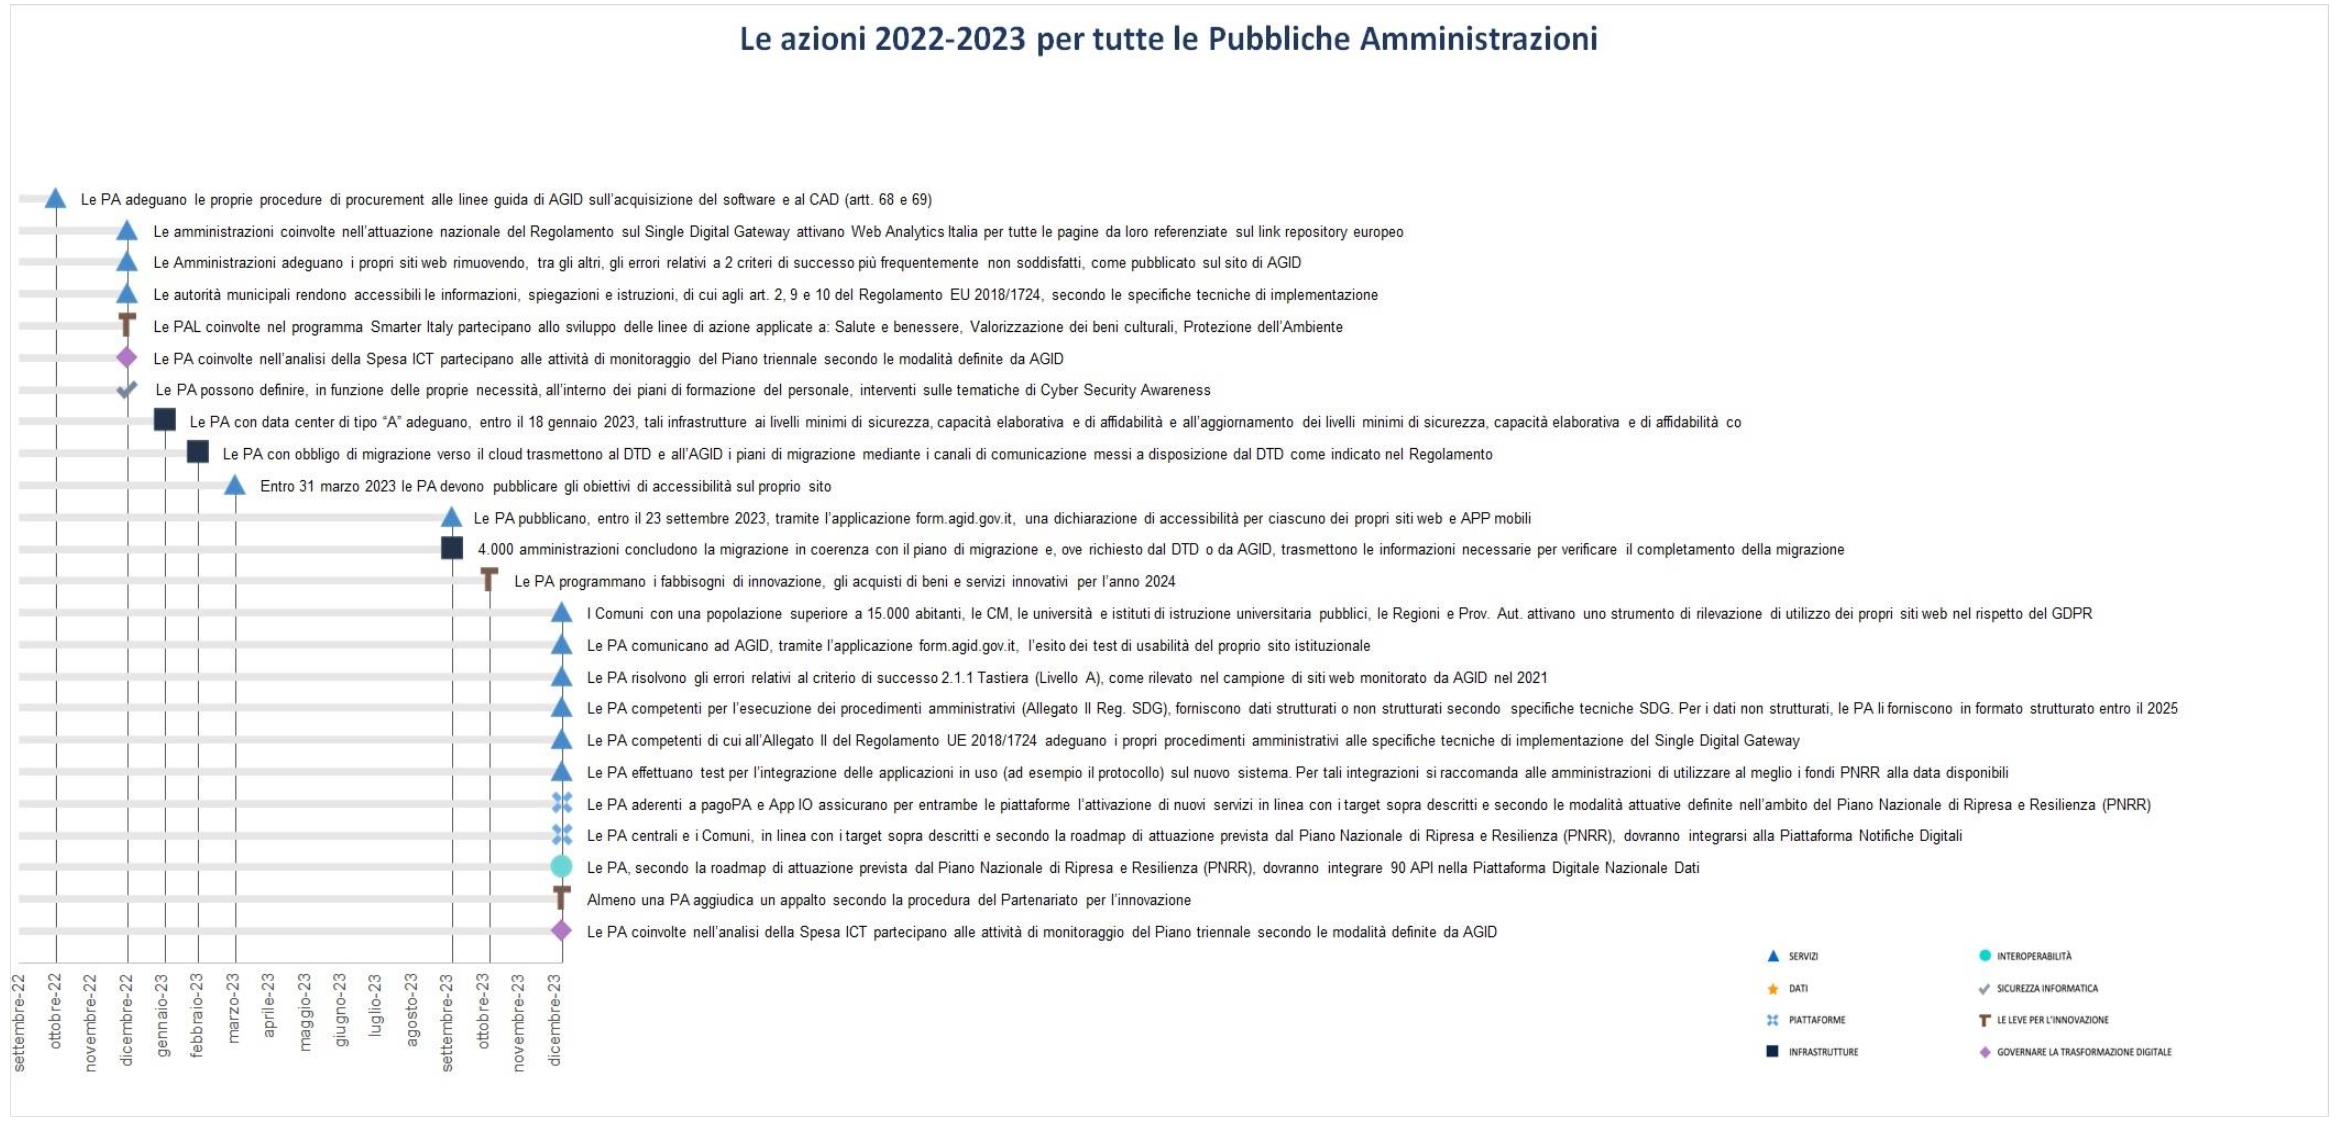 Le azioni 2022-2023 per tutte le Pubbliche Amministrazioni
Le PA adeguano le proprie procedure di procurement alle linee guida di AGID sull'acquisizione del software e al CAD (artt. 68 e 69)
Le amministrazioni coinvolte nell'attuazione nazionale del Regolamento sul Single Digital Gateway attivano Web Analytics Italia per tutte le pagine da loro referenziate sul link repository europeo
Le Amministrazioni adeguano i propri siti web rimuovendo, tra gli altri, gli errori relativi a 2 criteri di successo più frequentemente non soddisfatti, come pubblicato sul sito di AGID
Le autorità municipali rendono accessibili le informazioni, spiegazioni e istruzioni, di cui agli art. 2, 9 e 10 del Regolamento EU 2018/1724, secondo le specifiche tecniche di implementazione
Le PAL coinvolte nel programma Smarter Italy partecipano allo sviluppo delle linee di azione applicate a: Salute e benessere, Valorizzazione dei beni culturali, Protezione dell'Ambiente
Le PA coinvolte nell'analisi della Spesa ICT partecipano alle attività di monitoraggio del Piano triennale secondo le modalità definite da AGID
Le PA possono definire, in funzione delle proprie necessità, all'interno dei piani di formazione del personale, interventi sulle tematiche di Cyber Security Awareness
Le PA con data center di tipo “A” adeguano, entro il 18 gennaio 2023, tali infrastrutture ai livelli minimi di sicurezza, capacità elaborativa e di affidabilità e all'aggiornamento dei livelli minimi di sicurezza, capacità elaborativa e di affidabilità co
Le PA con obbligo di migrazione verso il cloud trasmettono al DTD e all'AGID i piani di migrazione mediante i canali di comunicazione messi a disposizione dal DTD come indicato nel Regolamento
Entro 31 marzo 2023 le PA devono pubblicare gli obiettivi di accessibilità sul proprio sito
Le PA pubblicano, entro il 23 settembre 2023, tramite l'applicazione form.agid.gov.it, una dichiarazione di accessibilità per ciascuno dei propri siti web e APP mobili
4.000 amministrazioni concludono la migrazione in coerenza con il piano di migrazione e, ove richiesto dal DTD o da AGID, trasmettono le informazioni necessarie per verificare il completamento della migrazione
Le PA programmano i fabbisogni di innovazione, gli acquisti di beni e servizi innovativi per l'anno 2024
I Comuni con una popolazione superiore a 15.000 abitanti, le CM, le università e istituti di istruzione universitaria pubblici, le Regioni e Prov. Aut. attivano uno strumento di rilevazione di utilizzo dei propri siti web nel rispetto del GDPR
Le PA comunicano ad AGID, tramite l'applicazione form.agid.gov.it, l'esito dei test di usabilità del proprio sito istituzionale
Le PA risolvono gli errori relativi al criterio di successo 2.1.1 Tastiera (Livello A), come rilevato nel campione di siti web monitorato da AGID nel 2021
Le PA competenti per l'esecuzione dei procedimenti amministrativi (Allegato II Reg. SDG), forniscono dati strutturati o non strutturati secondo specifiche tecniche SDG. Per i dati non strutturati, le PA li forniscono in formato strutturato entro il 2025
Le PA competenti di cui all'Allegato II del Regolamento UE 2018/1724 adeguano i propri procedimenti amministrativi alle specifiche tecniche di implementazione del Single Digital Gateway
Le PA effettuano test per l'integrazione delle applicazioni in uso (ad esempio il protocollo) sul nuovo sistema. Per tali integrazioni si raccomanda alle amministrazioni di utilizzare al meglio i fondi PNRR alla data disponibili
Le PA aderenti a pagoPA e App IO assicurano per entrambe le piattaforme l'attivazione di nuovi servizi in linea con i target sopra descritti e secondo le modalità attuative definite nell'ambito del Piano Nazionale di Ripresa e Resilienza (PNRR)
Le PA centrali e i Comuni, in linea con i target sopra descritti e secondo la roadmap di attuazione prevista dal Piano Nazionale di Ripresa e Resilienza (PNRR), dovranno integrarsi alla Piattaforma Notifiche Digitali
Le PA, secondo la roadmap di attuazione prevista dal Piano Nazionale di Ripresa e Resilienza (PNRR), dovranno integrare 90 API nella Piattaforma Digitale Nazionale Dati
Almeno una PA aggiudica un appalto secondo la procedura del Partenariato per l'innovazione
Le PA coinvolte nell'analisi della Spesa ICT partecipano alle attività di monitoraggio del Piano triennale secondo le modalità definite da AGID
settembre-22
ottobre-22
novembre-22
dicembre-22
gennaio-23
febbraio-23
marzo-23
aprile-23
maggio-23
giugno-23
luglio-23
agosto-23
settembre-23
ottobre-23
novembre-23
dicembre-23
SERVIZI
DATI
PIATTAFORME
INFRASTRUTTURE
INTEROPERABILITÀ
SICUREZZA INFORMATICA
LE LEVE PER L'INNOVAZIONE
GOVERNARE LA TRASFORMAZIONE DIGITALE